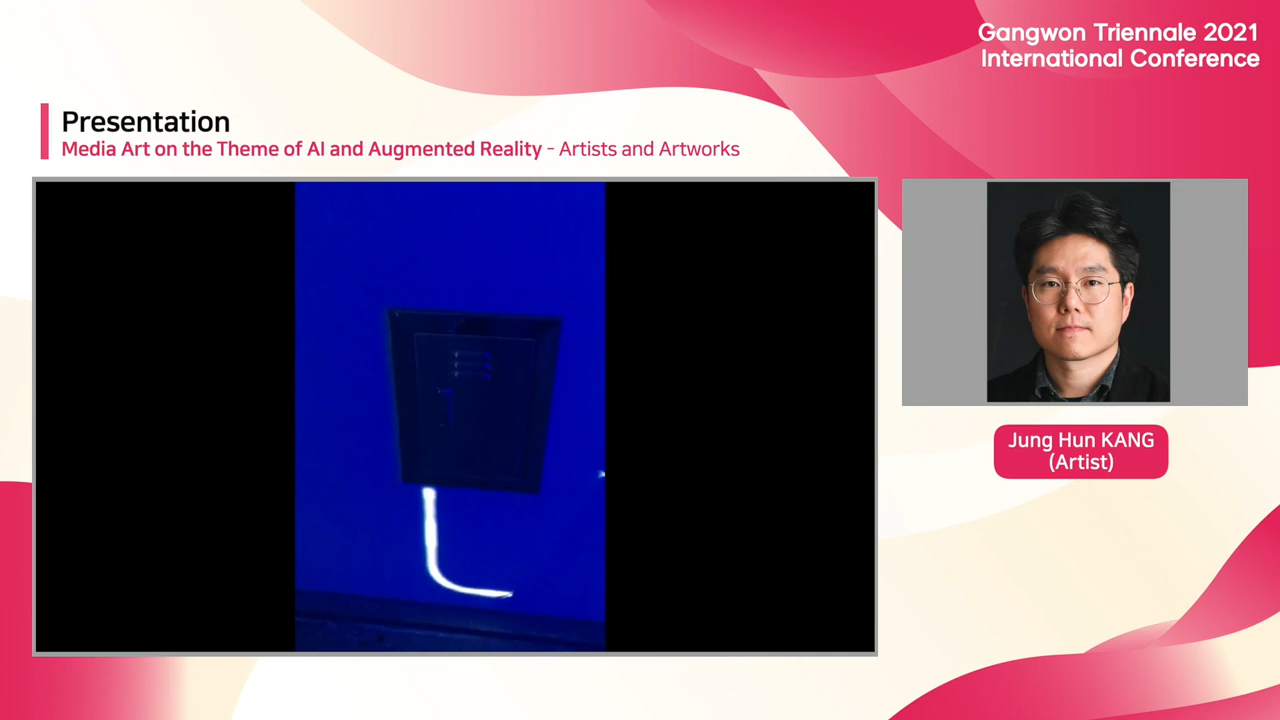 Gangwon Triennale 2021
International Conference
Presentation
Media Art on the Theme of AI and Augmented Reality - Artists and Artworks
Jung Hun KANG
(Artist)